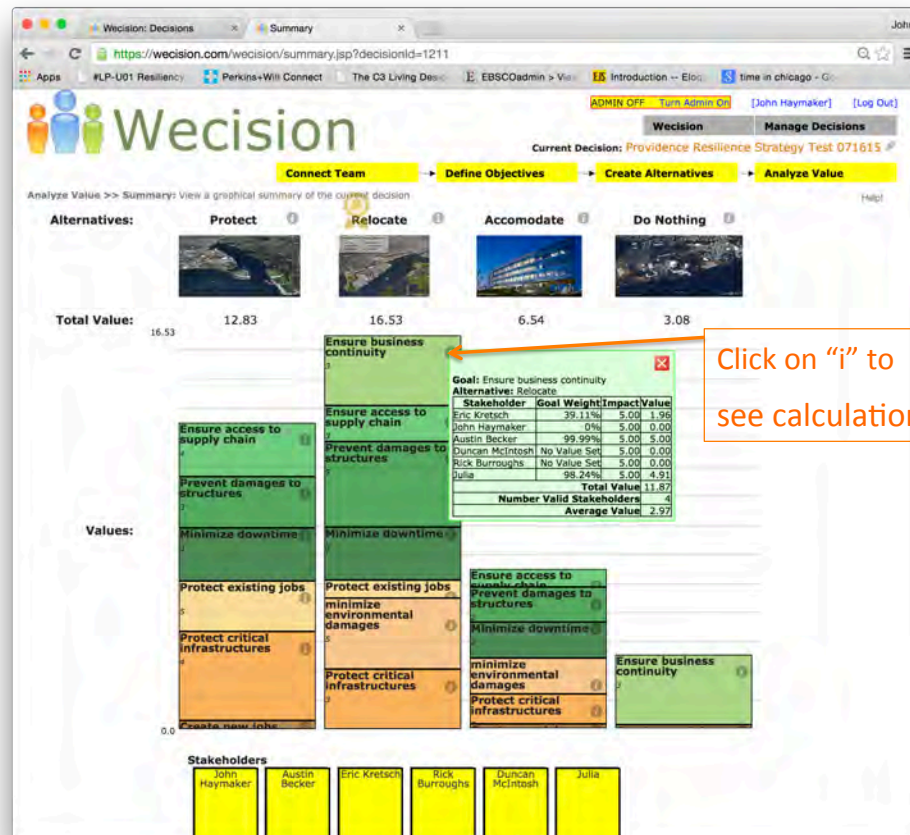 Wecision: Decisions × Summary ×
John
https://wecision.com/wecision/summary.jsp?decisionId=1211
Apps #LP-U01 Resiliency Perkins+Will Connect The C3 Living Desi EBSCOadmin > Vie Introduction -- Elog time in chicago - G
ADMIN OFF Turn Admin On [John Haymaker] [Log Out]
Wecision
Wecision Manage Decisions
Current Decision: Providence Resilience Strategy Test 071615
Connect Team Define Objectives Create Alternatives Analyze Value
Analyze Value >> Summary: View a graphical summary of the current decision
Help!
Alternatives: Protect Relocate Accomodate Do Nothing
Total Value: 12.83 16.53 6.54 3.08
16.53
Ensure business
continuity
3
Click on “i” to
see calculation
Goal: Ensure business continuity
Alternative: Relocate
Stakeholder Goal Weight Impact Value
Eric Kretsch 39.11% 5.00 1.96
John Haymaker 0% 5.00 0.00
Austin Becker 99.99% 5.00 5.00
Duncan McIntosh No Value Set 5.00 0.00
Rick Burroughs No Value Set 5.00 0.00
Julia 98.24% 5.00 4.91
Total Value 11.87
Number Valid Stakeholders 4
Average Value 2.97
Ensure access to
supply chain
Prevent damages to
structures
Ensure access to
supply chain
Prevent damages to
structures
Values:
Minimize downtime
Minimize downtime
Protect existing jobs
Protect critical
infrastructures
Create new jobs
Protect existing jobs
minimize
environmental
damages
Protect critical
infrastructures
Ensure access to
supply chain
Prevent damages to
structures
Minimize downtime
minimize
environmental
damages
Protect critical
infrastructures
Ensure business
continuity
0.0
Stakeholders
John
Haymaker
Austin
Becker
Eric Kretsch
Rick
Burroughs
Duncan
McIntosh
Julia